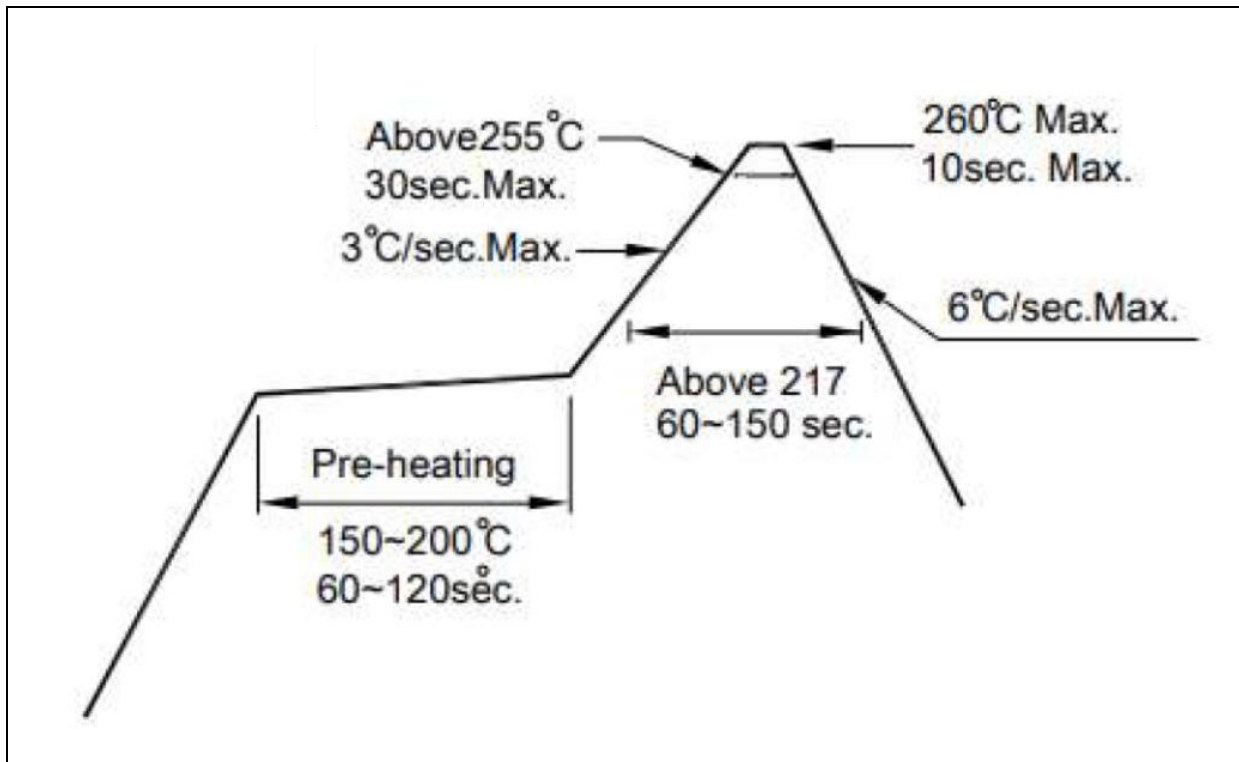 Above255°C
30sec.Max.
3°C/sec.Max.
260°C Max.
10sec. Max.
6°C/sec.Max.
Above 217
60~150 sec.
Pre-heating
150~200°C
60~120sec.